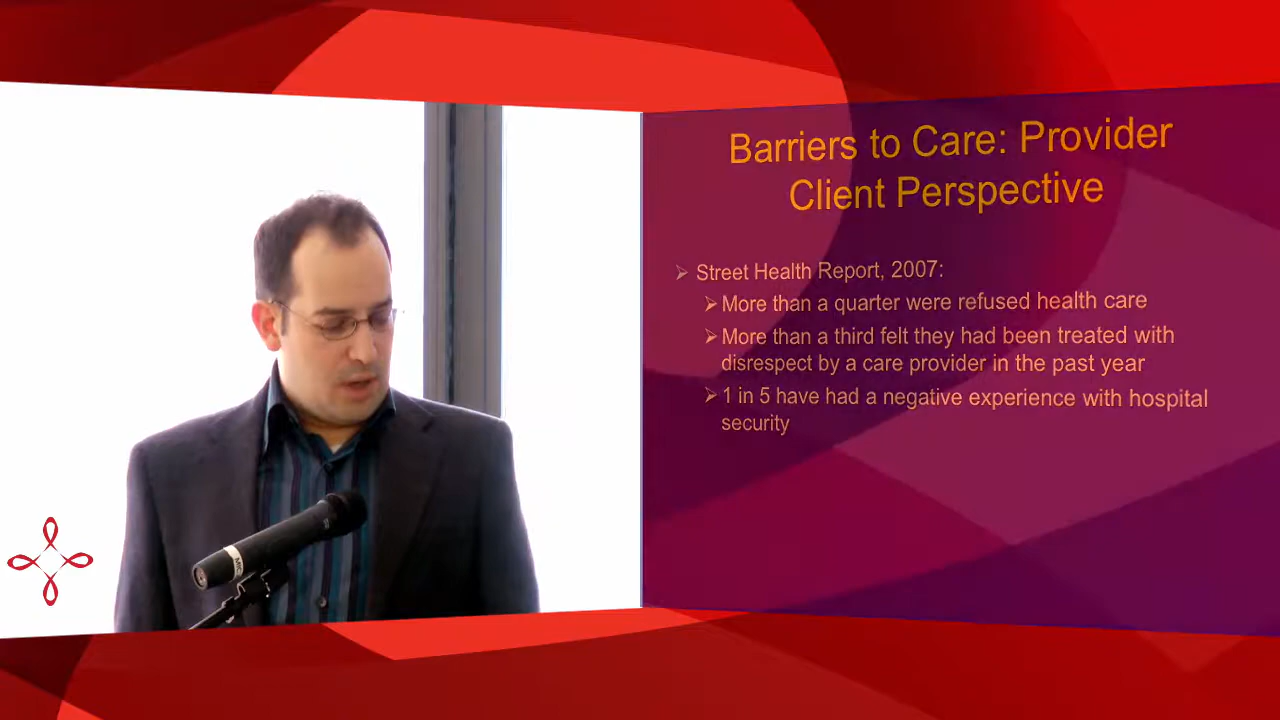 Barriers to Care: Provider
Client Perspective
➢ Street Health Report, 2007:
➢ More than a quarter were refused health care
➢ More than a third felt they had been treated with
disrespect by a care provider in the past year
➢ 1 in 5 have had a negative experience with hospital
security
MIC